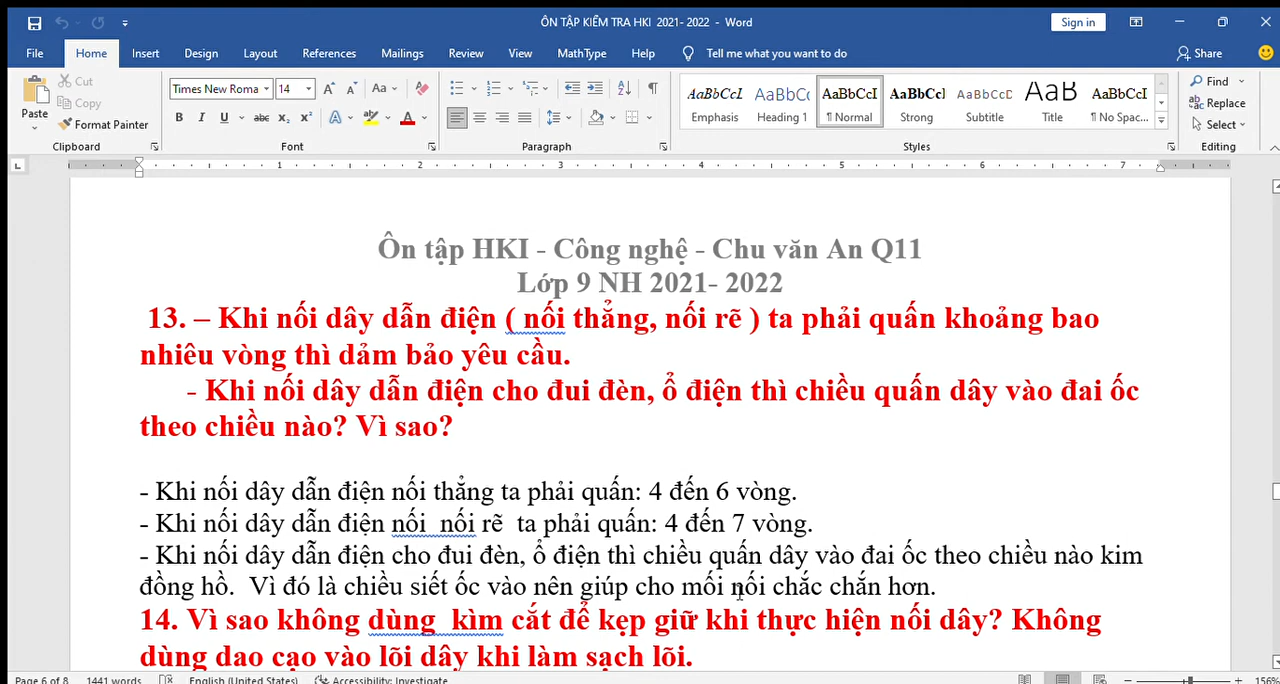 ÔN TẬP KIỂM TRA HKI 2021- 2022 - Word
Sign in
File Home Insert Design Layout References Mailings Review View MathType Help Tell me what you want to do Share
Paste
Cut
Copy
Format Painter
Clipboard
Times New Roma 14
Font
Paragraph
AaBbCcL AaBbCc AaBbCcI AaBbCcI AaBbCcD AaB AaBbCcI
Emphasis Heading 1 ¶ Normal Strong Subtitle Title ¶ No Spac...
Styles
Find
Replace
Select
Editing
1 2 3 4 5 6 7
Ôn tập HKI - Công nghệ - Chu văn An Q11
Lớp 9 NH 2021- 2022
13. – Khi nối dây dẫn điện ( nối thẳng, nối rẽ ) ta phải quấn khoảng bao
nhiêu vòng thì dảm bảo yêu cầu.
- Khi nối dây dẫn điện cho đui đèn, ổ điện thì chiều quấn dây vào đai ốc
theo chiều nào? Vì sao?
- Khi nối dây dẫn điện nối thẳng ta phải quấn: 4 đến 6 vòng.
- Khi nối dây dẫn điện nối nối rẽ ta phải quấn: 4 đến 7 vòng.
- Khi nối dây dẫn điện cho đui đèn, ổ điện thì chiều quấn dây vào đai ốc theo chiều nào kim
đồng hồ. Vì đó là chiều siết ốc vào nên giúp cho mối nối chắc chắn hơn.
14. Vì sao không dùng kìm cắt để kẹp giữ khi thực hiện nối dây? Không
dùng dao cạo vào lõi dây khi làm sạch lõi.
Page 6 of 8 1441 words English (United States) Accessibility: Investigate 156%